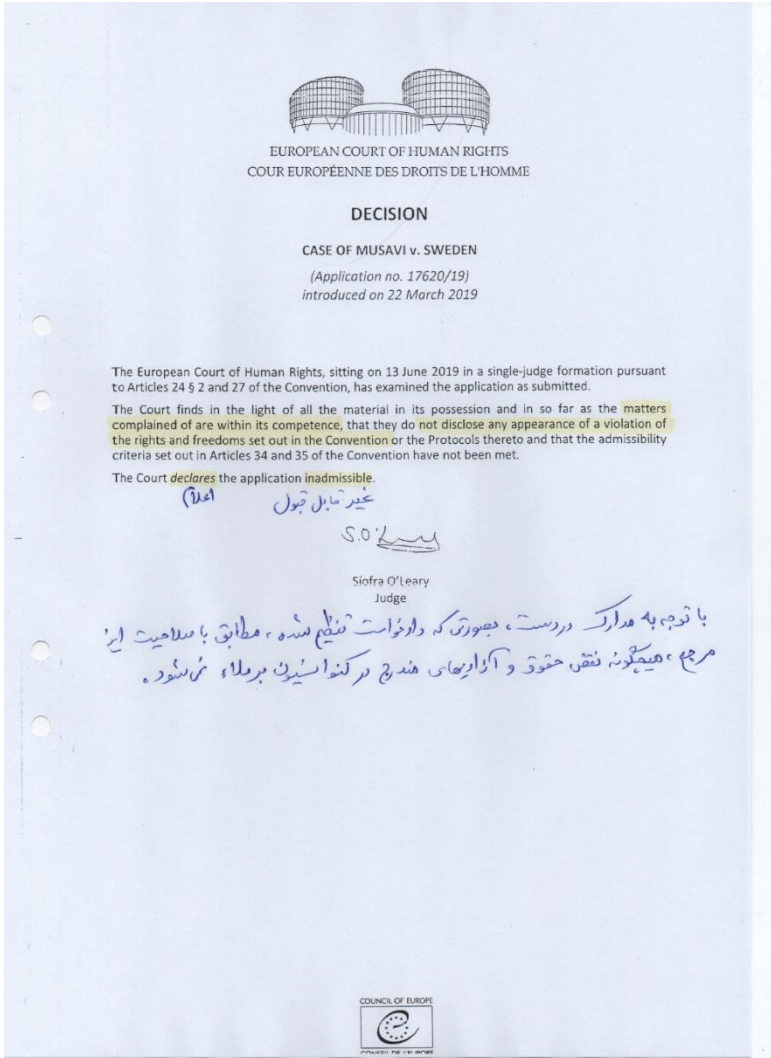 EUROPEAN COURT OF HUMAN RIGHTS
COUR EUROPÉENNE DES DROITS DE L'HOMME
DECISION
CASE OF MUSAVI v. SWEDEN
(Application no. 17620/19)
introduced on 22 March 2019
The European Court of Human Rights, sitting on 13 June 2019 in a single-judge formation pursuant
to Articles 24 § 2 and 27 of the Convention, has examined the application as submitted.
The Court finds in the light of all the material in its possession and in so far as the matters
complained of are within its competence, that they do not disclose any appearance of a violation of
the rights and freedoms set out in the Convention or the Protocols thereto and that the admissibility
criteria set out in Articles 34 and 35 of the Convention have not been met.
The Court declares the application inadmissible.
اعلام غیر قابل قبول
Síofra O'Leary
Judge
با توجه به مدارک دردست، بصورتی که دادخواست تنظیم شده، مطابق با صلاحیت این
مرجع، هیچگونه نقض حقوق و آزادیهای مندرج در کنوانسیون برملاء نمی‌شود.
COUNCIL OF EUROPE
CONSEIL DE L'EUROPE